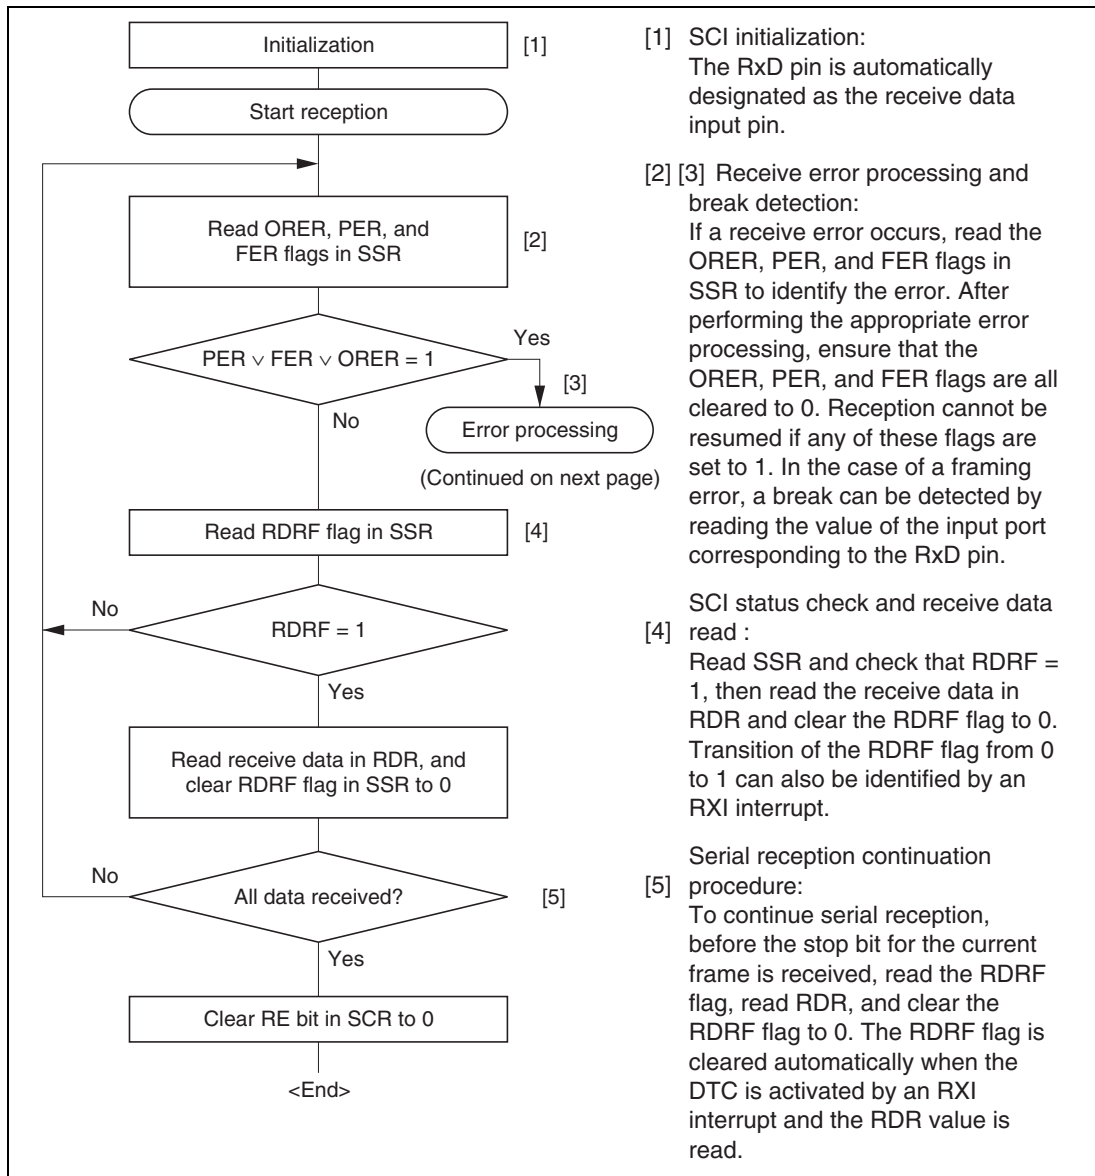 Initialization [1]
Start reception
Read ORER, PER, and
FER flags in SSR
[2]
PER ∨ FER ∨ ORER = 1
Yes
[3]
No
Error processing
(Continued on next page)
Read RDRF flag in SSR [4]
No
RDRF = 1
Yes
Read receive data in RDR, and
clear RDRF flag in SSR to 0
No
All data received? [5]
Yes
Clear RE bit in SCR to 0
<End>
[1] SCI initialization:
The RxD pin is automatically
designated as the receive data
input pin.
[2] [3] Receive error processing and
break detection:
If a receive error occurs, read the
ORER, PER, and FER flags in
SSR to identify the error. After
performing the appropriate error
processing, ensure that the
ORER, PER, and FER flags are all
cleared to 0. Reception cannot be
resumed if any of these flags are
set to 1. In the case of a framing
error, a break can be detected by
reading the value of the input port
corresponding to the RxD pin.
SCI status check and receive data
[4] read :
Read SSR and check that RDRF =
1, then read the receive data in
RDR and clear the RDRF flag to 0.
Transition of the RDRF flag from 0
to 1 can also be identified by an
RXI interrupt.
Serial reception continuation
[5] procedure:
To continue serial reception,
before the stop bit for the current
frame is received, read the RDRF
flag, read RDR, and clear the
RDRF flag to 0. The RDRF flag is
cleared automatically when the
DTC is activated by an RXI
interrupt and the RDR value is
read.